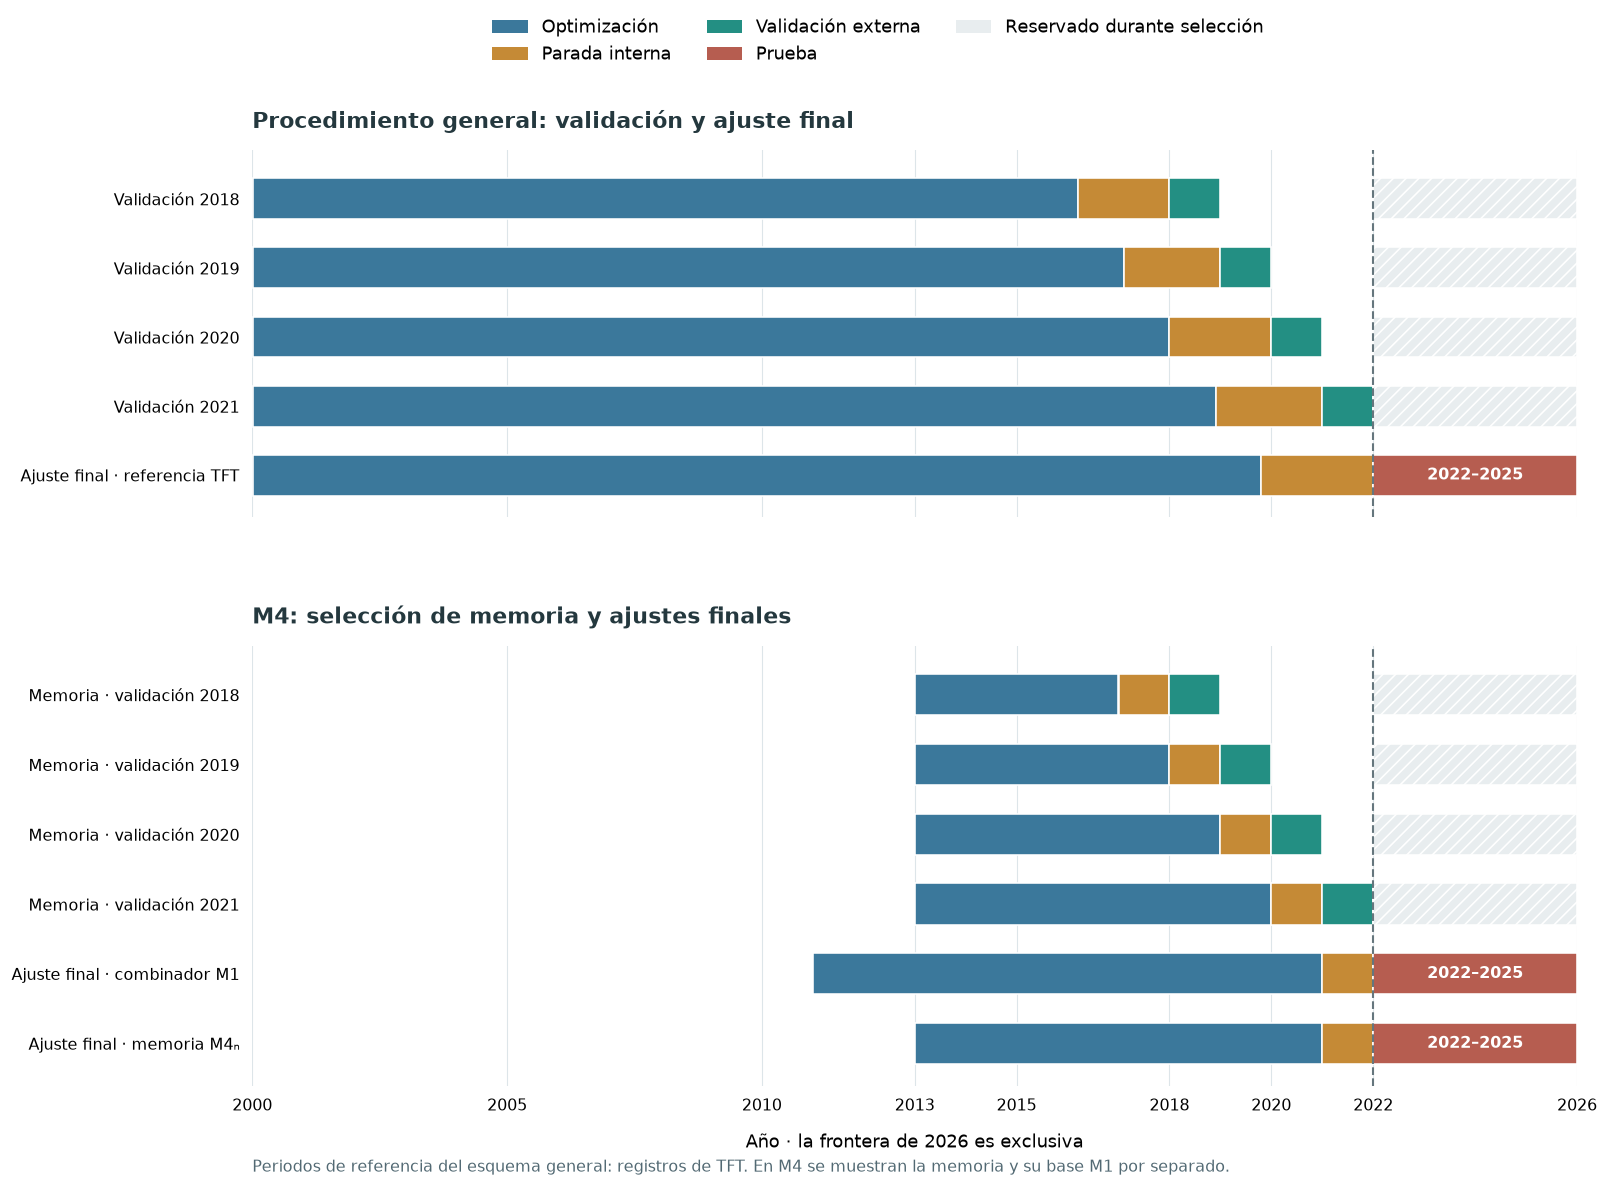 Optimización
Parada interna
Validación externa
Prueba
Reservado durante selección
Procedimiento general: validación y ajuste final
Validación 2018
Validación 2019
Validación 2020
Validación 2021
Ajuste final · referencia TFT
2022–2025
M4: selección de memoria y ajustes finales
Memoria · validación 2018
Memoria · validación 2019
Memoria · validación 2020
Memoria · validación 2021
Ajuste final · combinador M1
2022–2025
Ajuste final · memoria M4ₙ
2022–2025
2000 2005 2010 2013 2015 2018 2020 2022 2026
Año · la frontera de 2026 es exclusiva
Periodos de referencia del esquema general: registros de TFT. En M4 se muestran la memoria y su base M1 por separado.